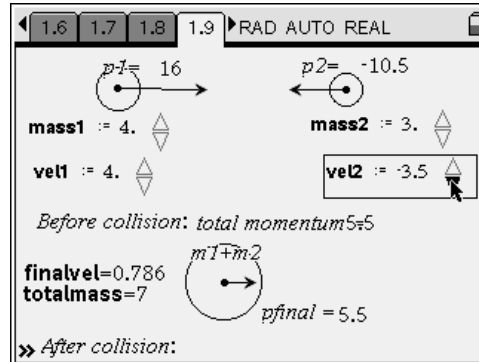 1.6 1.7 1.8 1.9 RAD AUTO REAL
p1= 16 p2= -10.5
mass1 := 4. mass2 := 3.
vel1 := 4. vel2 := -3.5
Before collision: total momentum=5.5
m1+m2
finalvel=0.786
totalmass=7
pfinal = 5.5
After collision: